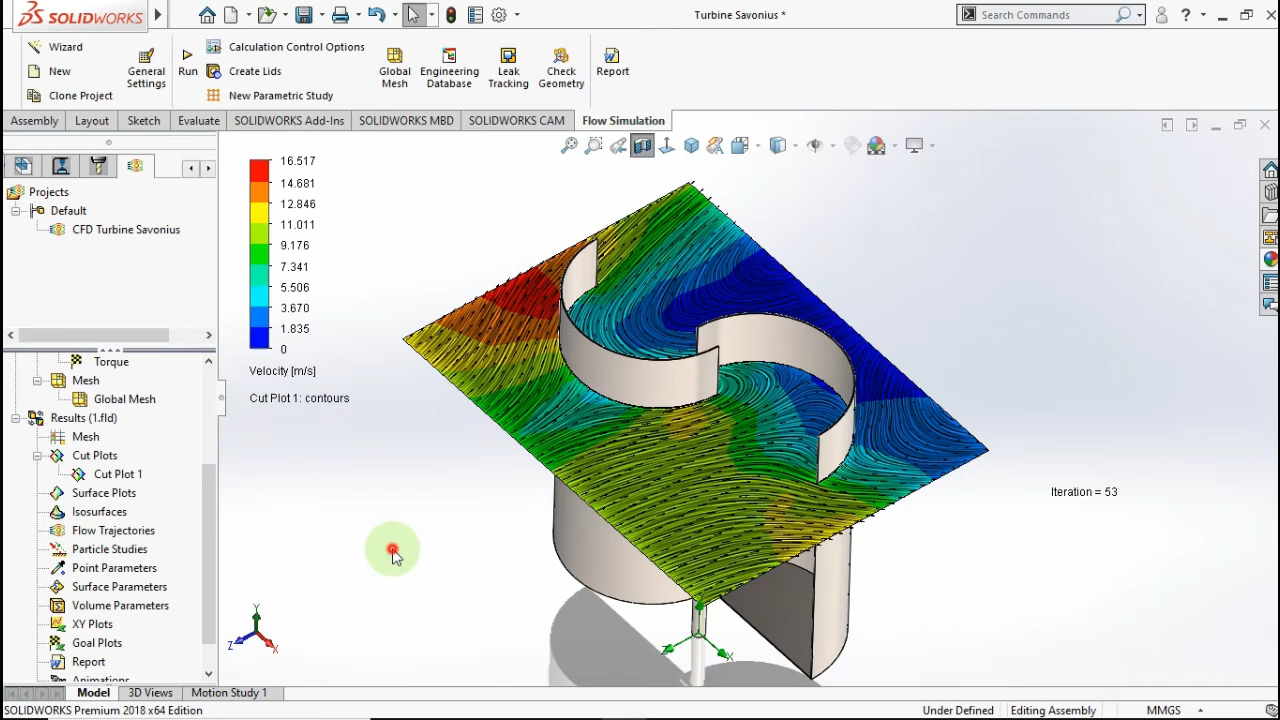 SOLIDWORKS
Turbine Savonius *
Search Commands
?
Wizard
New
Clone Project
General Settings
Run
Calculation Control Options
Create Lids
New Parametric Study
Global Mesh
Engineering Database
Leak Tracking
Check Geometry
Report
Assembly
Layout
Sketch
Evaluate
SOLIDWORKS Add-Ins
SOLIDWORKS MBD
SOLIDWORKS CAM
Flow Simulation
Projects
Default
CFD Turbine Savonius
Torque
Mesh
Global Mesh
Results (1.fld)
Mesh
Cut Plots
Cut Plot 1
Surface Plots
Isosurfaces
Flow Trajectories
Particle Studies
Point Parameters
Surface Parameters
Volume Parameters
XY Plots
Goal Plots
Report
Animations
16.517
14.681
12.846
11.011
9.176
7.341
5.506
3.670
1.835
0
Velocity [m/s]
Cut Plot 1: contours
Iteration = 53
Y
Z
X
Z
X
Model
3D Views
Motion Study 1
SOLIDWORKS Premium 2018 x64 Edition
Under Defined
Editing Assembly
MMGS